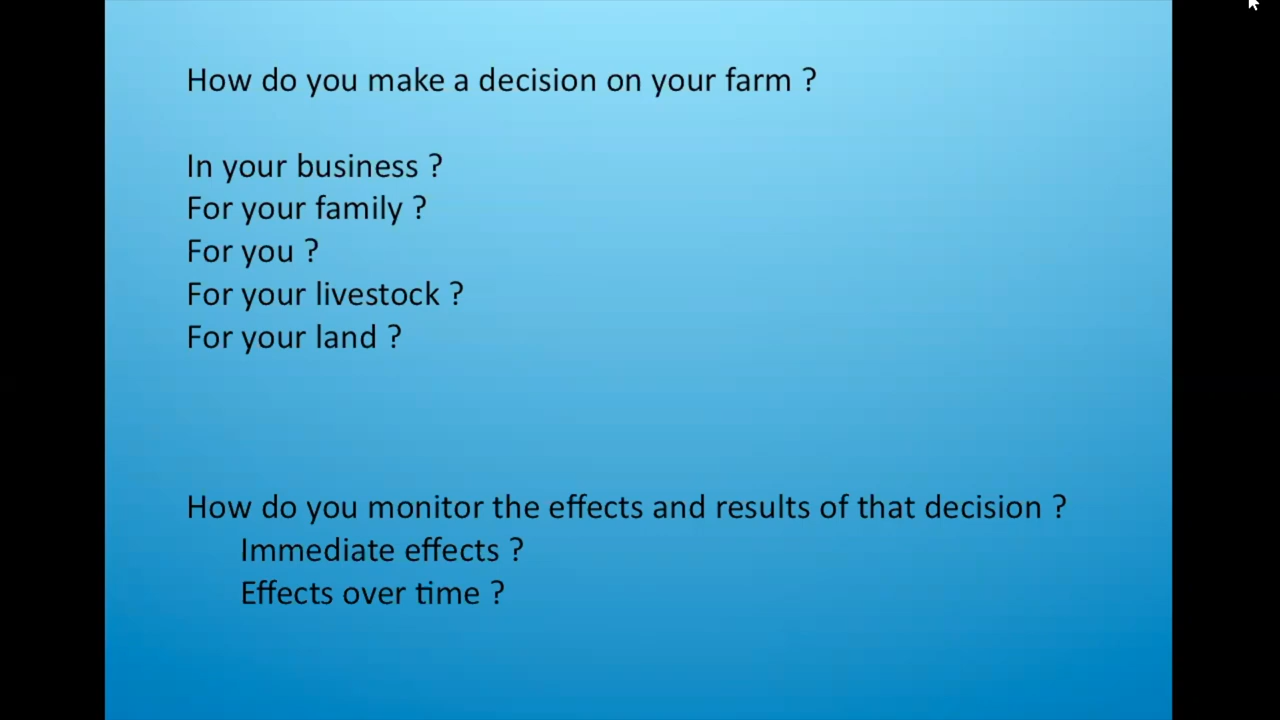 How do you make a decision on your farm ?
In your business ?
For your family ?
For you ?
For your livestock ?
For your land ?
How do you monitor the effects and results of that decision ?
Immediate effects ?
Effects over time ?